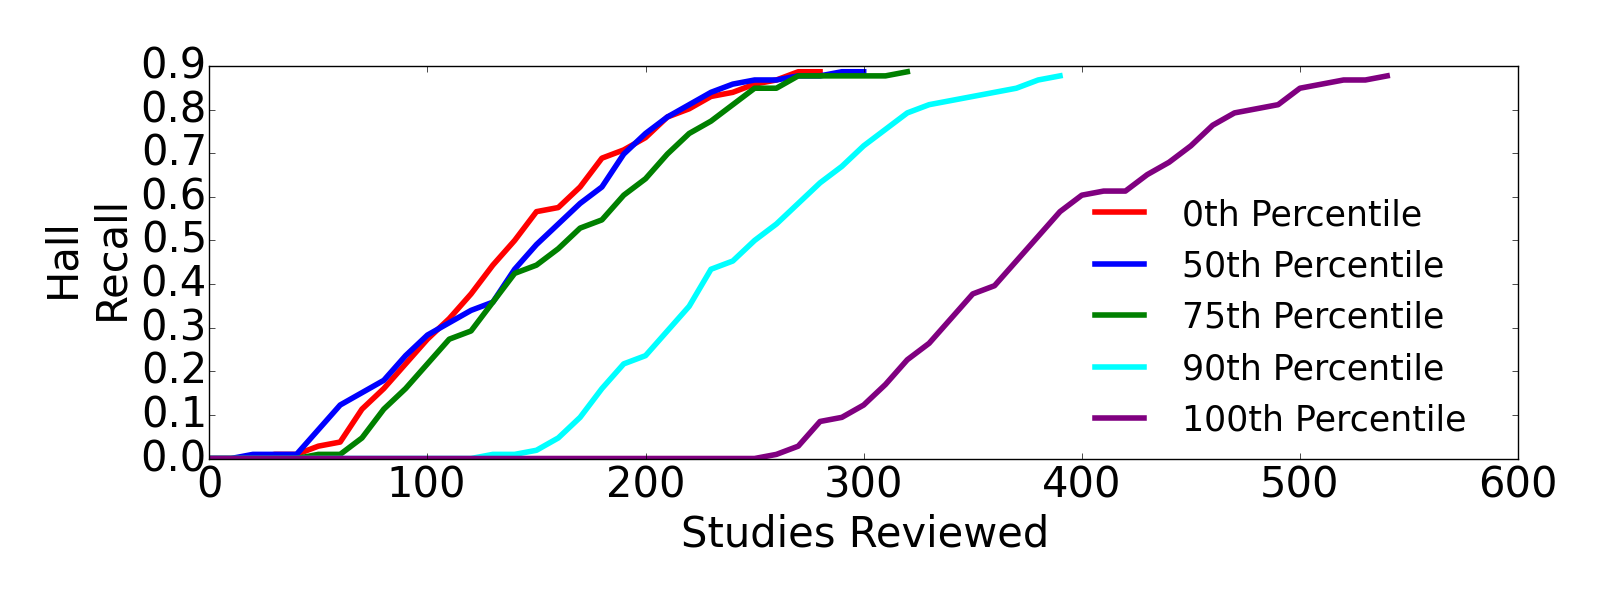 Hall
Recall
0.9
0.8
0.7
0.6
0.5
0.4
0.3
0.2
0.1
0.0
0 100 200 300 400 500 600
Studies Reviewed
0th Percentile
50th Percentile
75th Percentile
90th Percentile
100th Percentile